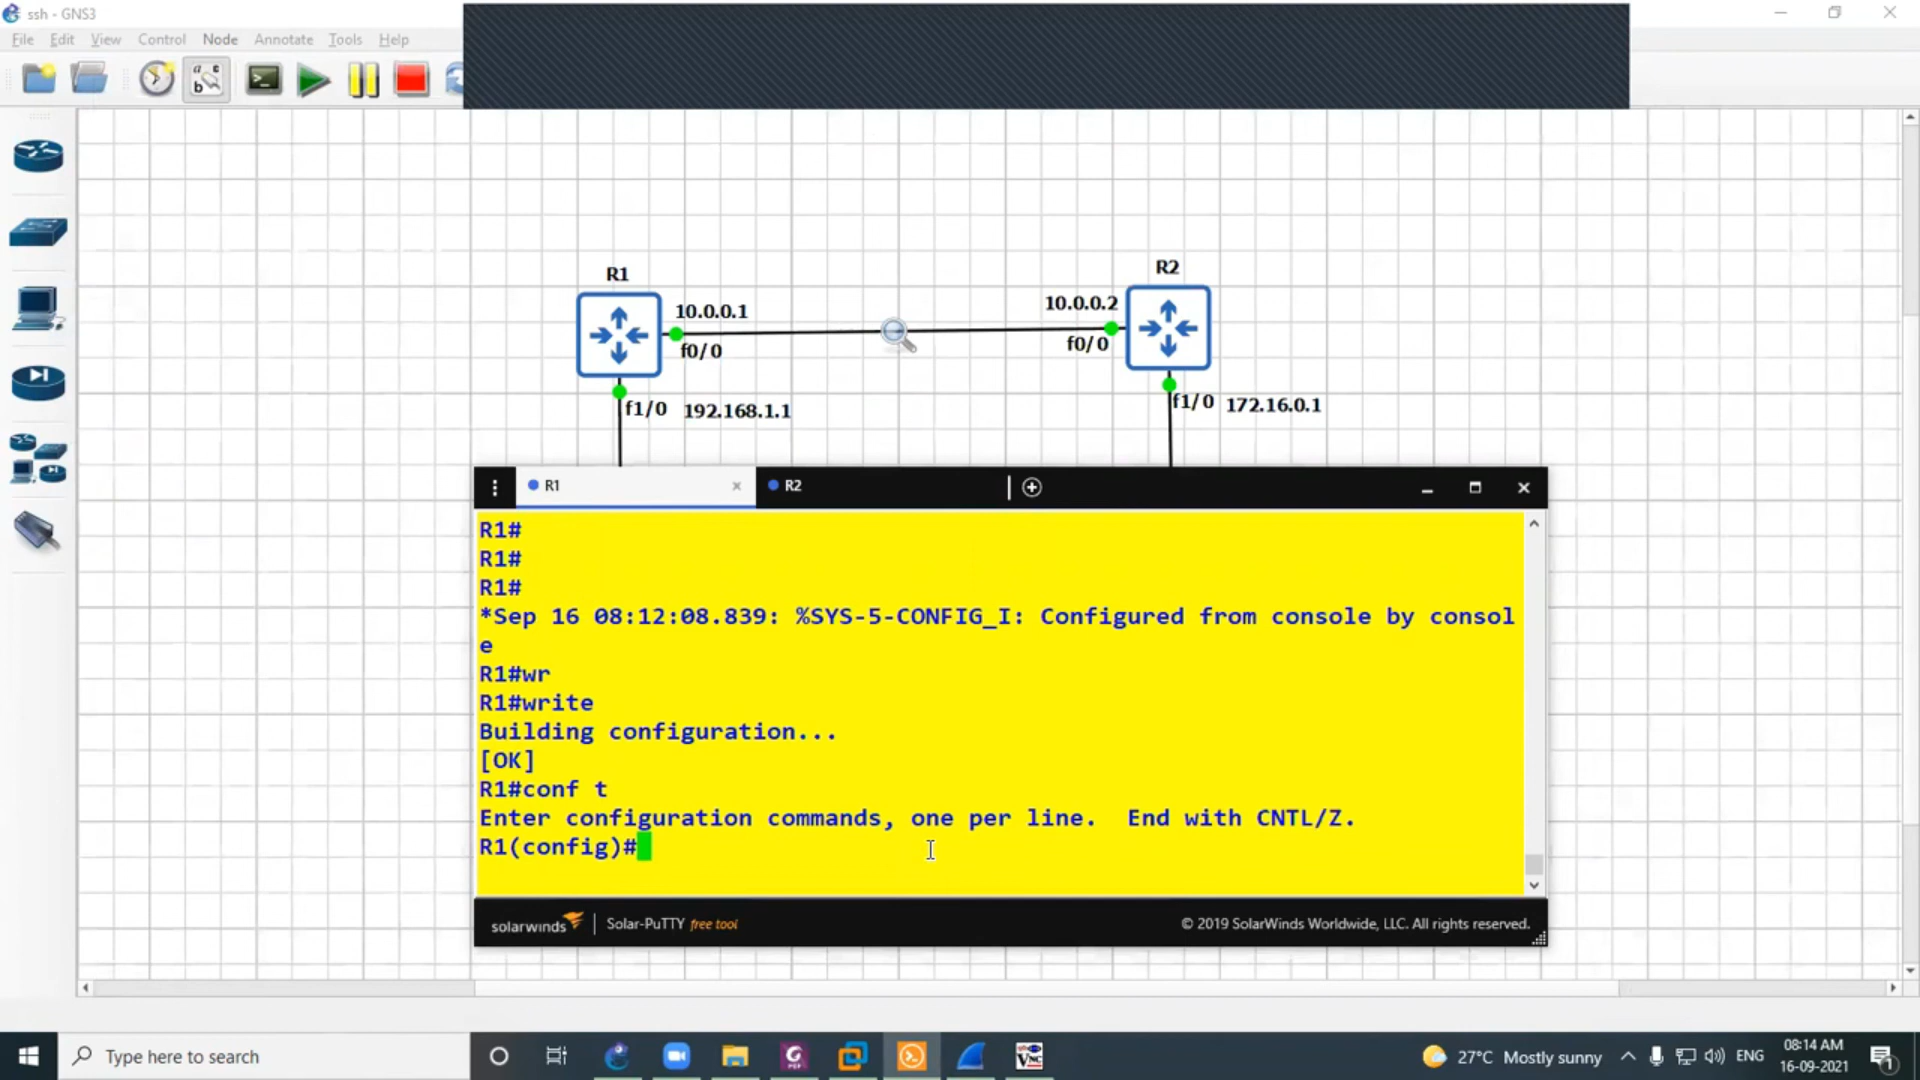 ssh - GNS3
File Edit View Control Node Annotate Tools Help
R1
R2
10.0.0.1
10.0.0.2
f0/0
f0/0
f1/0 192.168.1.1
f1/0 172.16.0.1
R1
R2
R1#
R1#
R1#
*Sep 16 08:12:08.839: %SYS-5-CONFIG_I: Configured from console by consol
e
R1#wr
R1#write
Building configuration...
[OK]
R1#conf t
Enter configuration commands, one per line.  End with CNTL/Z.
R1(config)#
solarwinds Solar-PuTTY free tool
© 2019 SolarWinds Worldwide, LLC. All rights reserved.
Type here to search
27°C Mostly sunny
ENG
08:14 AM
16-09-2021
1